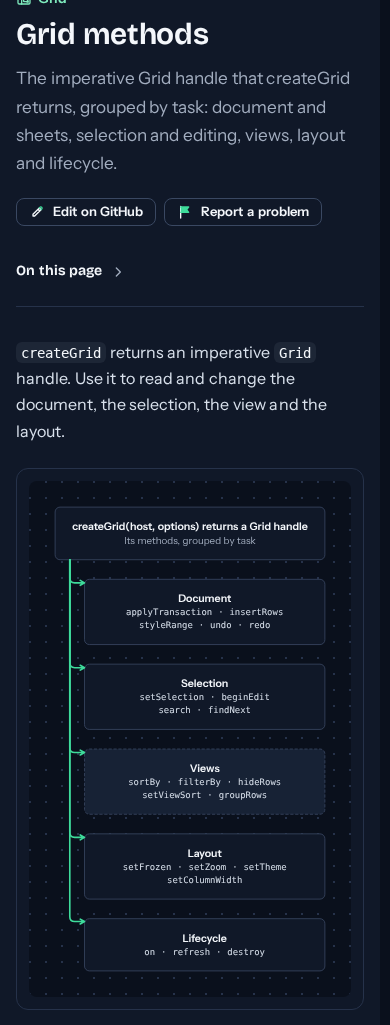 Grid
Grid methods
The imperative Grid handle that createGrid
returns, grouped by task: document and
sheets, selection and editing, views, layout
and lifecycle.
Edit on GitHub
Report a problem
On this page
createGrid returns an imperative Grid
handle. Use it to read and change the
document, the selection, the view and the
layout.
createGrid(host, options) returns a Grid handle
Its methods, grouped by task
Document
applyTransaction · insertRows
styleRange · undo · redo
Selection
setSelection · beginEdit
search · findNext
Views
sortBy · filterBy · hideRows
setViewSort · groupRows
Layout
setFrozen · setZoom · setTheme
setColumnWidth
Lifecycle
on · refresh · destroy